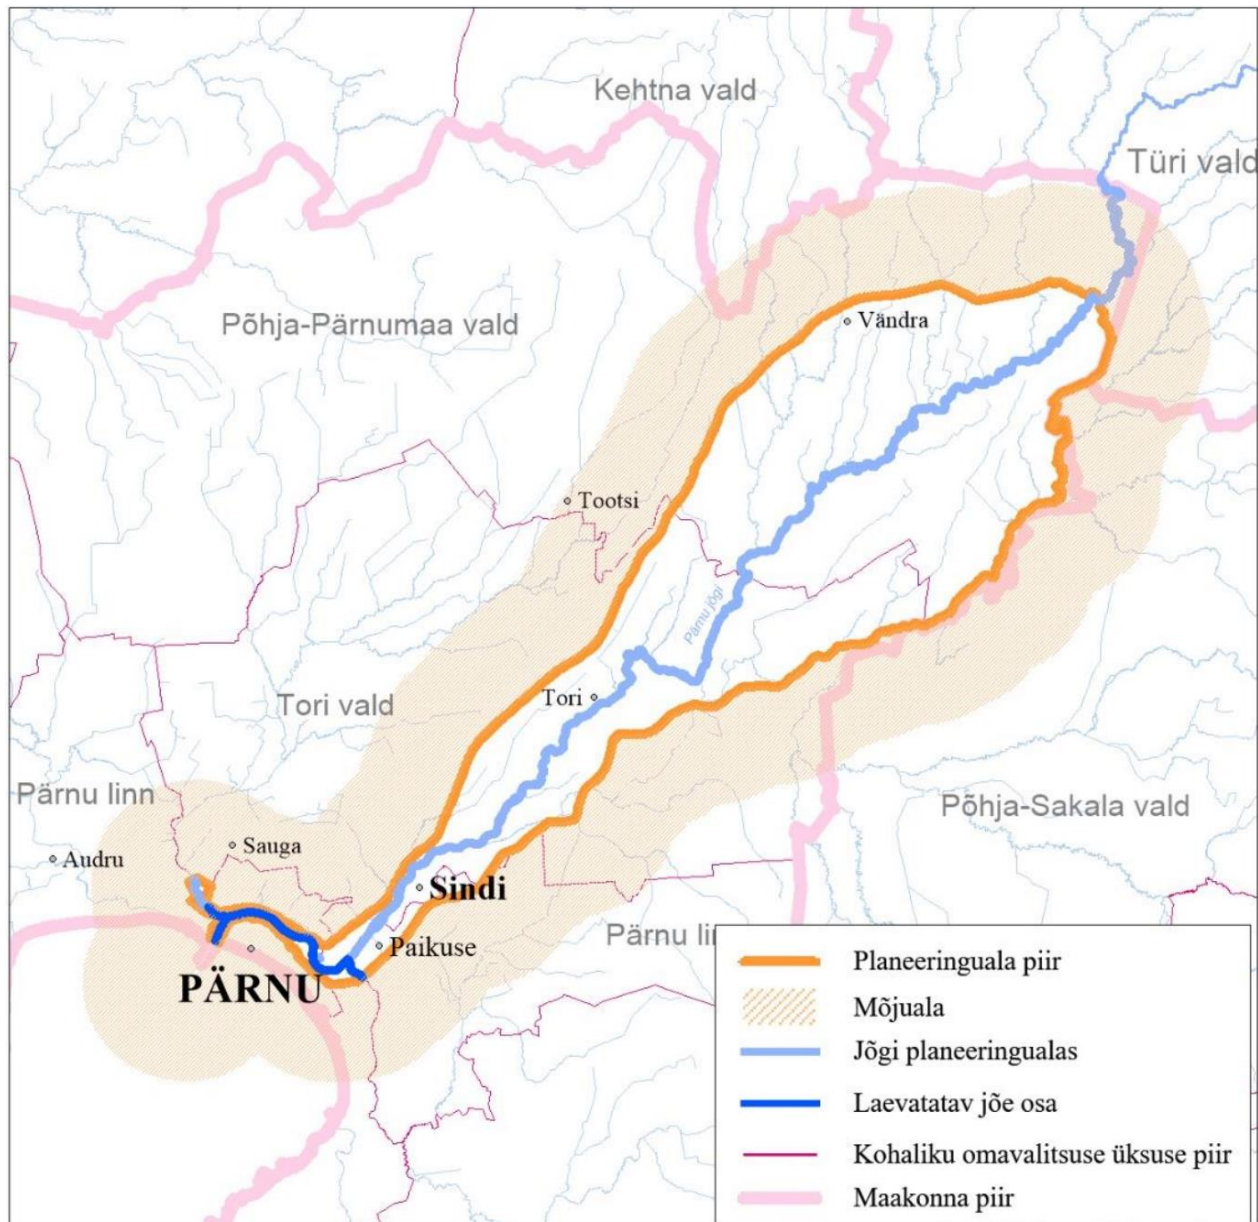 Kehtna vald
Türi vald
Põhja-Pärnumaa vald
Vändra
Tootsi
Pärnu jõgi
Tori
Tori vald
Pärnu linn
Põhja-Sakala vald
Sauga
Audru
Sindi
Pärnu lin
Paikuse
PÄRNU
Planeeringuala piir
Mõjuala
Jõgi planeeringualas
Laevatatav jõe osa
Kohaliku omavalitsuse üksuse piir
Maakonna piir